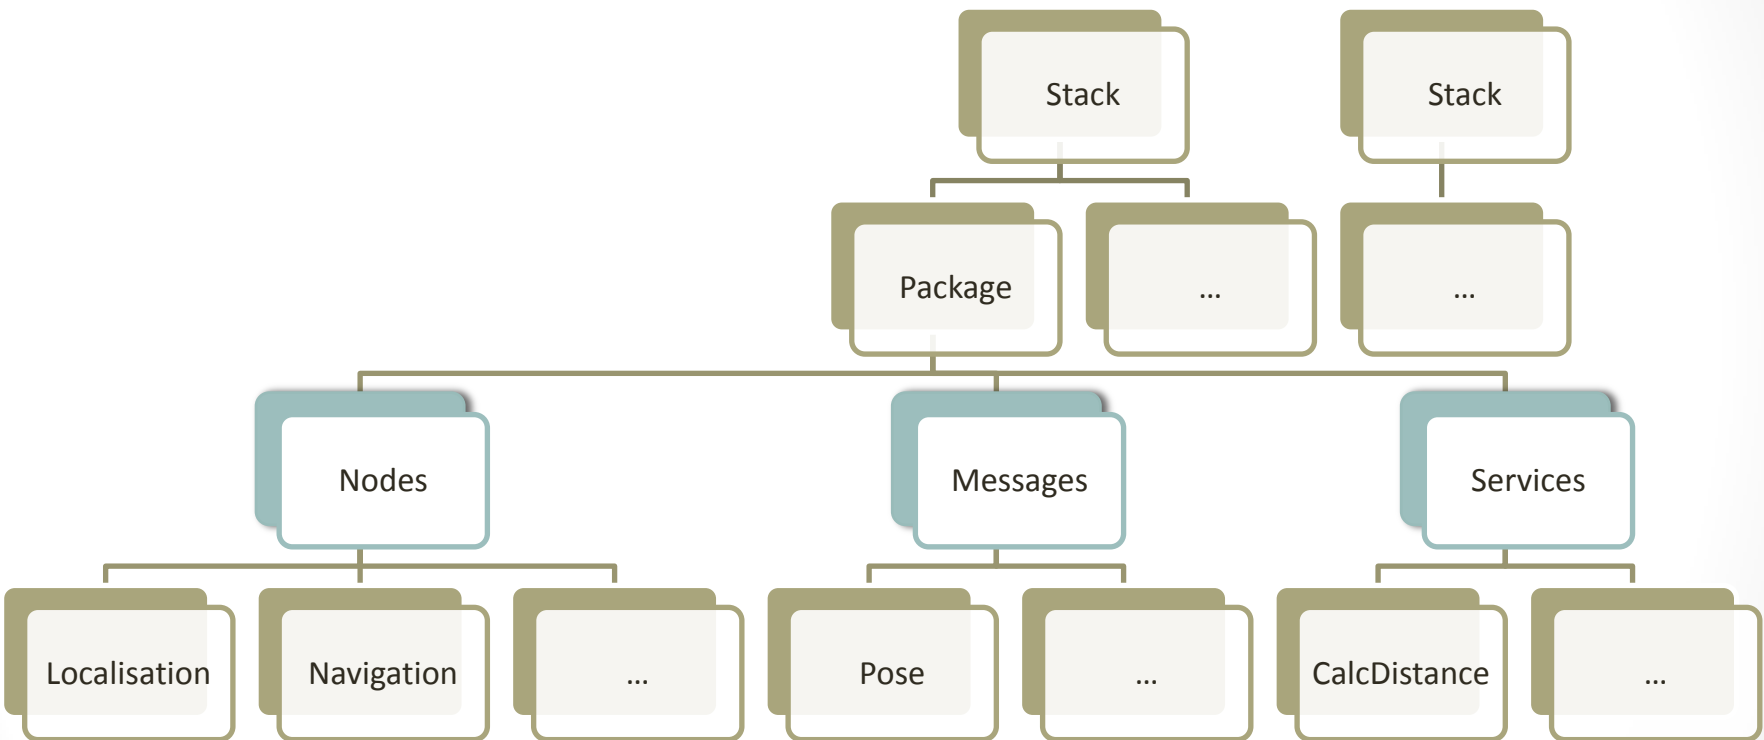 Stack
Stack
Package
...
...
Nodes
Messages
Services
Localisation
Navigation
...
Pose
...
CalcDistance
...